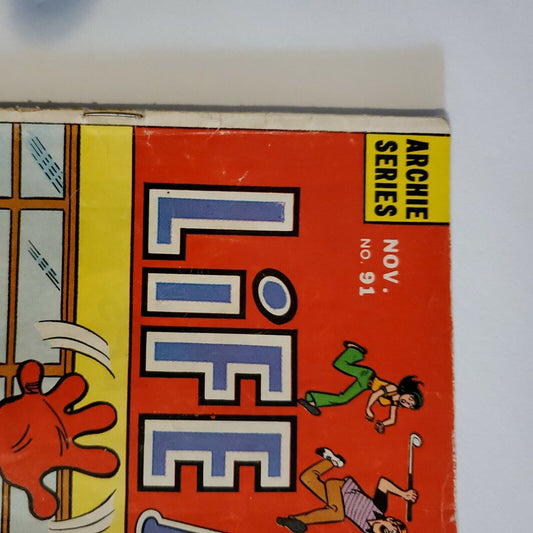 ARCHIE
SERIES
NOV.
NO. 91
LiFE